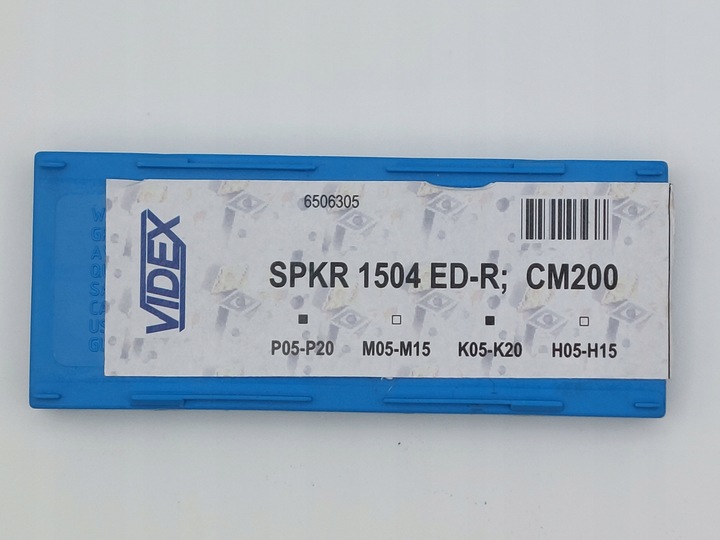 6506305
VIDEX
SPKR 1504 ED-R; CM200
P05-P20 M05-M15 K05-K20 H05-H15